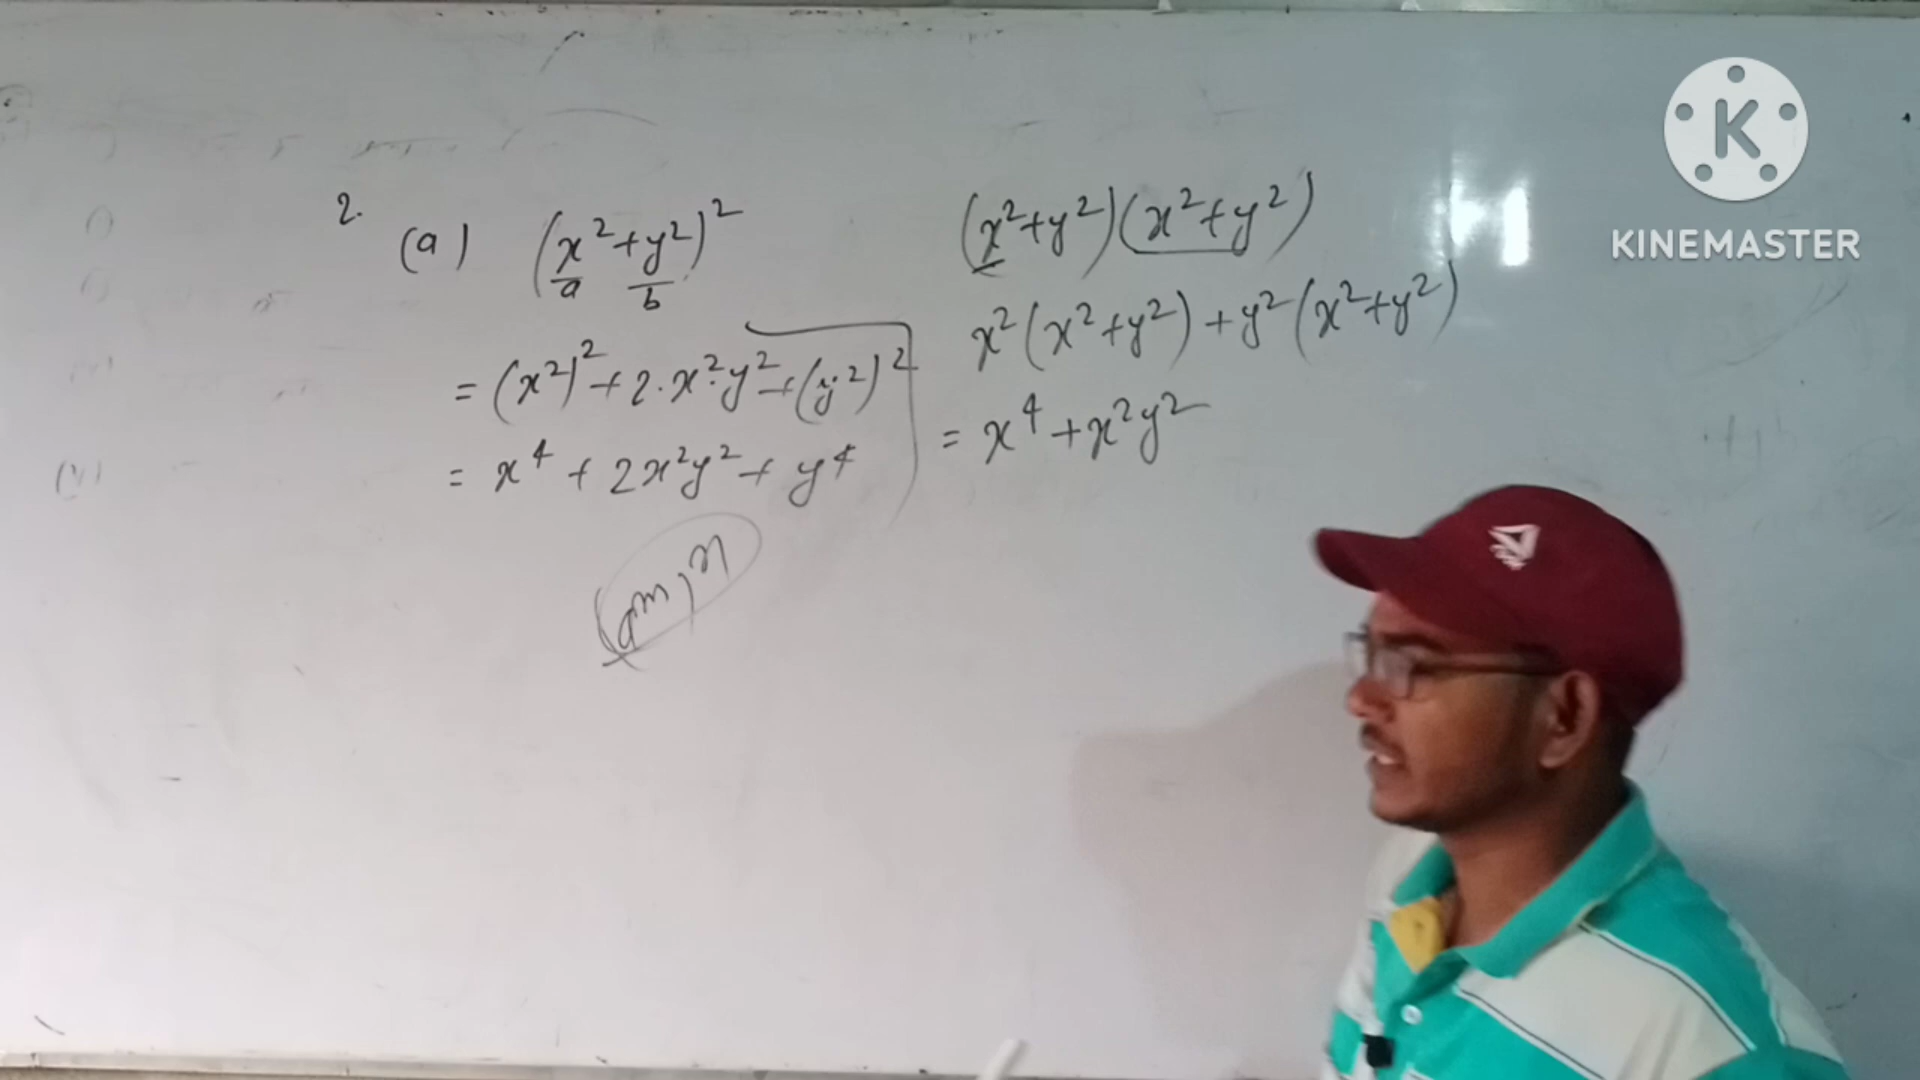 2.
(a) (x²+y²)²
a b
= (x²)² + 2·x²·y² + (y²)²
= x⁴ + 2x²y² + y⁴
(aᵐ)ⁿ
(x²+y²)(x²+y²)
x²(x²+y²)+y²(x²+y²)
= x⁴ + x²y²
K
KINEMASTER